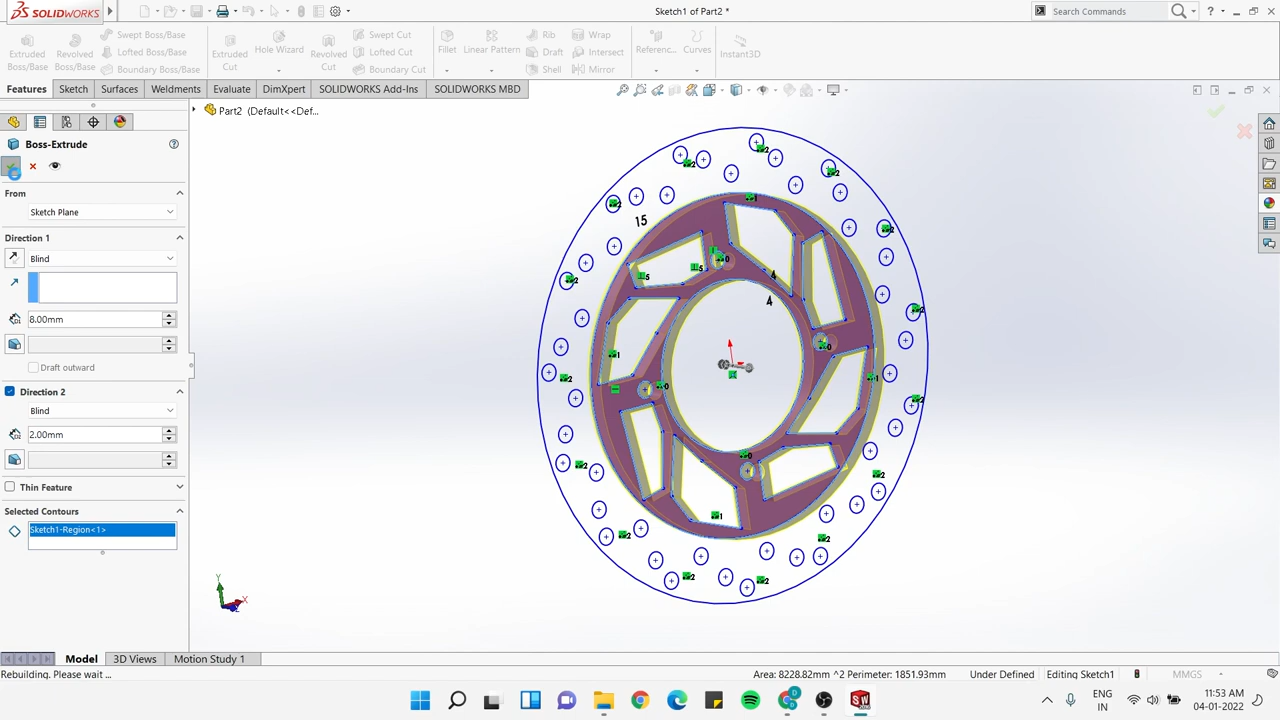 SOLIDWORKS
Sketch1 of Part2 *
Search Commands
Extruded Boss/Base
Revolved Boss/Base
Swept Boss/Base
Lofted Boss/Base
Boundary Boss/Base
Extruded Cut
Hole Wizard
Revolved Cut
Swept Cut
Lofted Cut
Boundary Cut
Fillet
Linear Pattern
Rib
Draft
Shell
Wrap
Intersect
Mirror
Referenc...
Curves
Instant3D
Features
Sketch
Surfaces
Weldments
Evaluate
DimXpert
SOLIDWORKS Add-Ins
SOLIDWORKS MBD
Part2 (Default<<Def...
Boss-Extrude
From
Sketch Plane
Direction 1
Blind
8.00mm
Draft outward
Direction 2
Blind
2.00mm
Thin Feature
Selected Contours
Sketch1-Region<1>
15
4
4
Y
X
Model
3D Views
Motion Study 1
Rebuilding. Please wait ...
Area: 8228.82mm ^2 Perimeter: 1851.93mm
Under Defined
Editing Sketch1
MMGS
ENG
IN
11:53 AM
04-01-2022